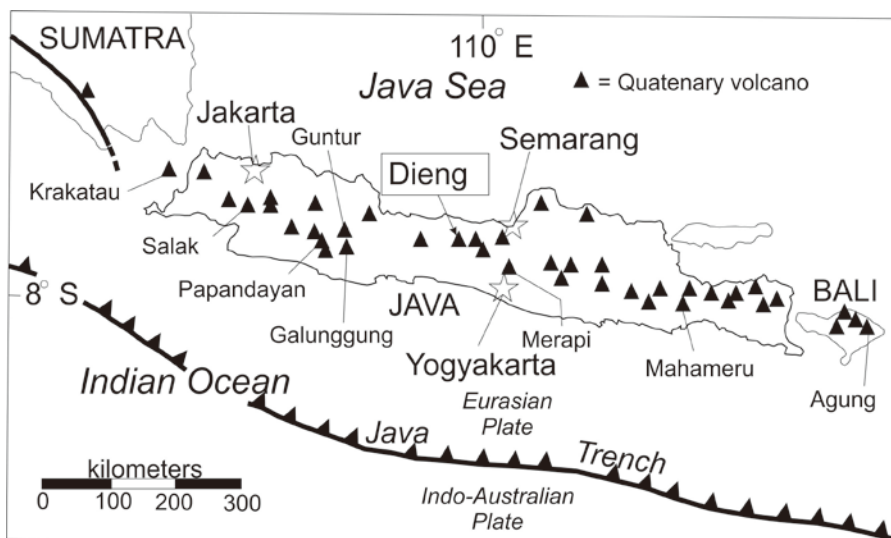 SUMATRA
110° E
Java Sea
▲ = Quatenary volcano
Jakarta
Guntur
Semarang
Dieng
Krakatau
Salak
Papandayan
8° S
JAVA
BALI
Galunggung
Merapi
Yogyakarta
Mahameru
Agung
Indian Ocean
Eurasian
Plate
Java Trench
kilometers
0 100 200 300
Indo-Australian
Plate